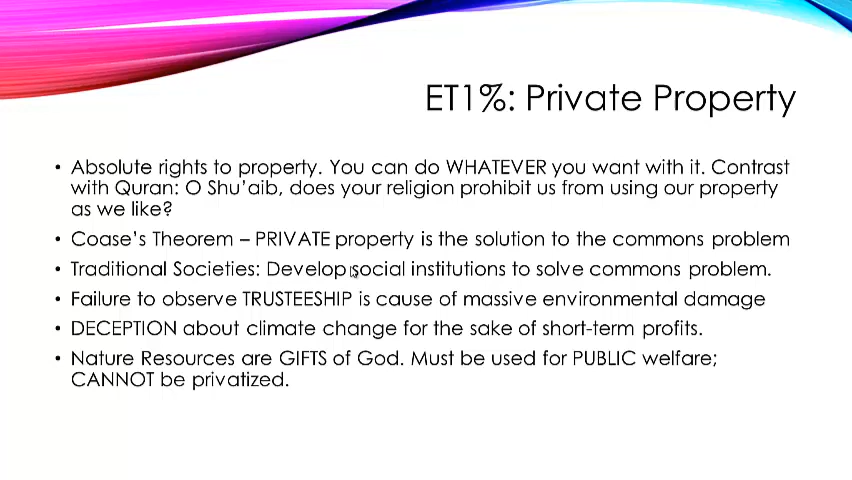 ET1%: Private Property
• Absolute rights to property. You can do WHATEVER you want with it. Contrast
with Quran: O Shu'aib, does your religion prohibit us from using our property
as we like?
• Coase's Theorem – PRIVATE property is the solution to the commons problem
• Traditional Societies: Develop social institutions to solve commons problem.
• Failure to observe TRUSTEESHIP is cause of massive environmental damage
• DECEPTION about climate change for the sake of short-term profits.
• Nature Resources are GIFTS of God. Must be used for PUBLIC welfare;
CANNOT be privatized.